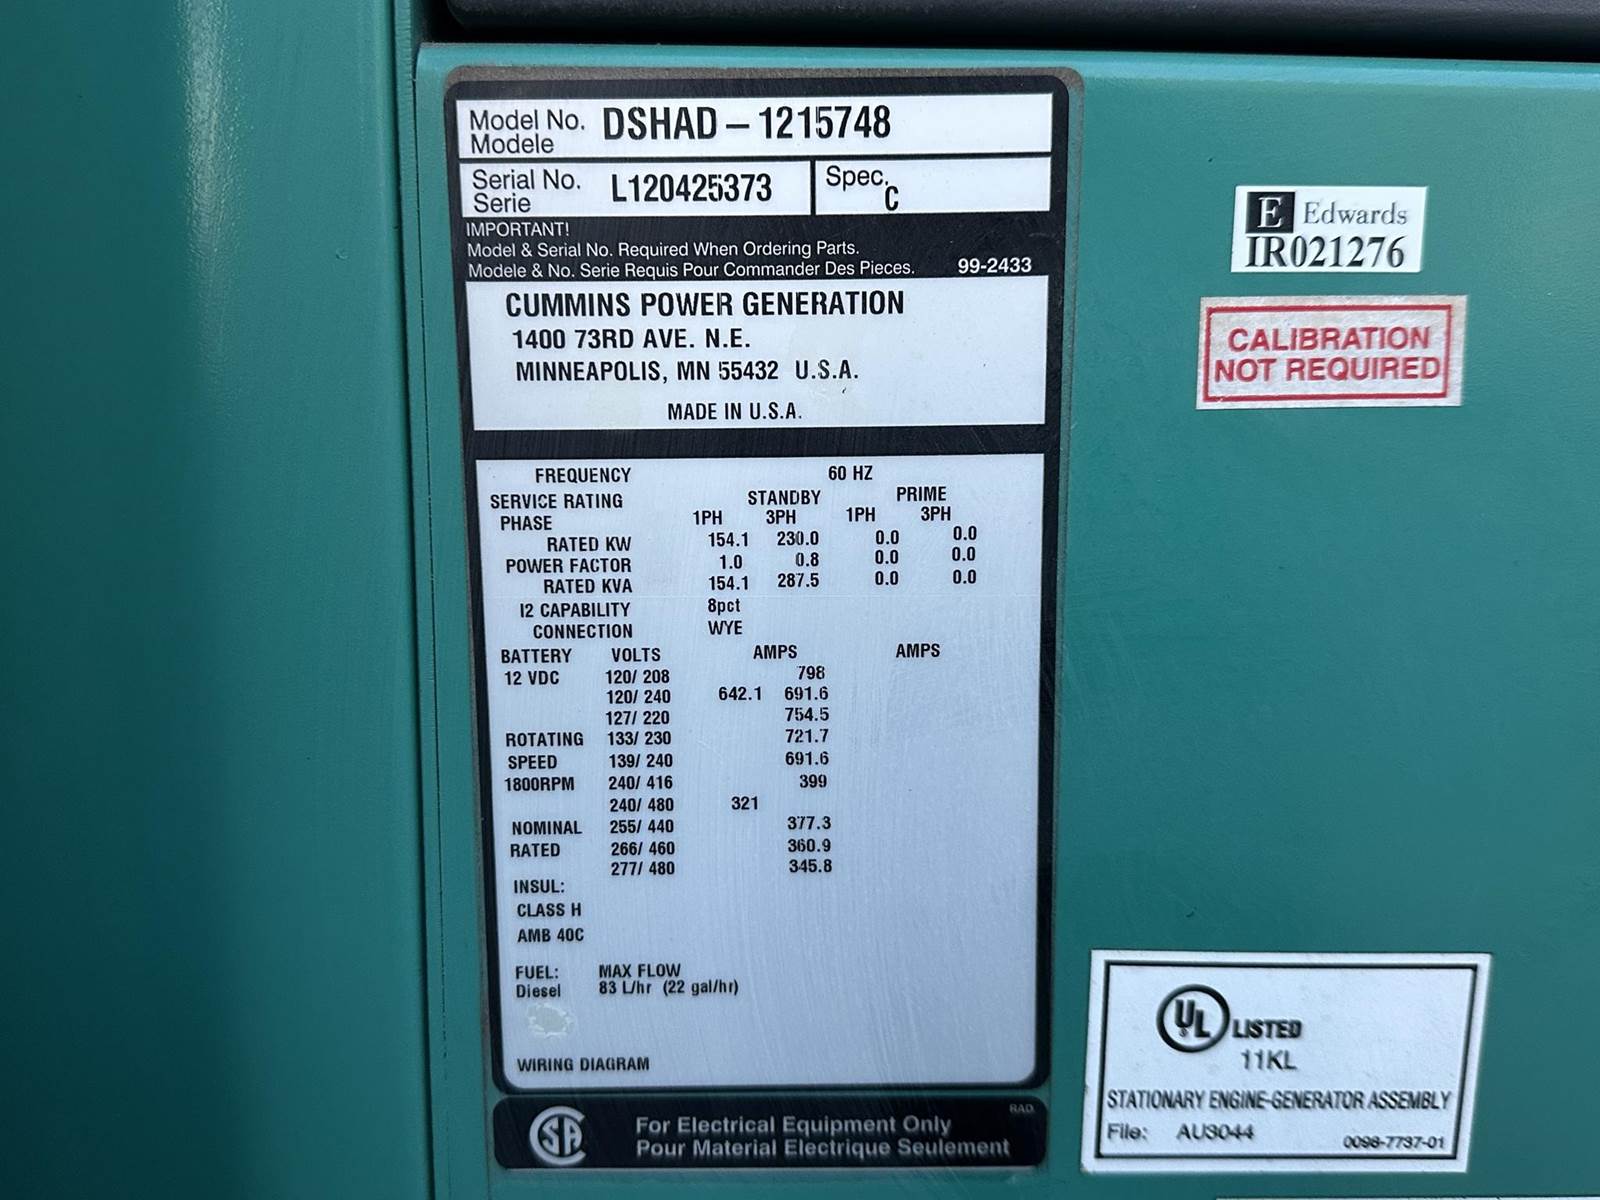 Model No. DSHAD – 1215748
Modele
Serial No. L120425373 Spec. C
Serie
IMPORTANT!
Model & Serial No. Required When Ordering Parts.
Modele & No. Serie Requis Pour Commander Des Pieces. 99-2433
CUMMINS POWER GENERATION
1400 73RD AVE. N.E.
MINNEAPOLIS, MN 55432 U.S.A.
MADE IN U.S.A.
FREQUENCY 60 HZ
SERVICE RATING STANDBY PRIME
PHASE 1PH 3PH 1PH 3PH
RATED KW 154.1 230.0 0.0 0.0
POWER FACTOR 1.0 0.8 0.0 0.0
RATED KVA 154.1 287.5 0.0 0.0
I2 CAPABILITY 8pct
CONNECTION WYE
BATTERY VOLTS AMPS AMPS
12 VDC 120/ 208 798
120/ 240 642.1 691.6
127/ 220 754.5
ROTATING 133/ 230 721.7
SPEED 139/ 240 691.6
1800RPM 240/ 416 399
240/ 480 321
NOMINAL 255/ 440 377.3
RATED 266/ 460 360.9
277/ 480 345.8
INSUL:
CLASS H
AMB 40C
FUEL: MAX FLOW
Diesel 83 L/hr (22 gal/hr)
WIRING DIAGRAM
RAD.
SA For Electrical Equipment Only
Pour Material Electrique Seulement
E Edwards
IR021276
CALIBRATION
NOT REQUIRED
UL LISTED
11KL
STATIONARY ENGINE-GENERATOR ASSEMBLY
File: AU3044 0098-7737-01